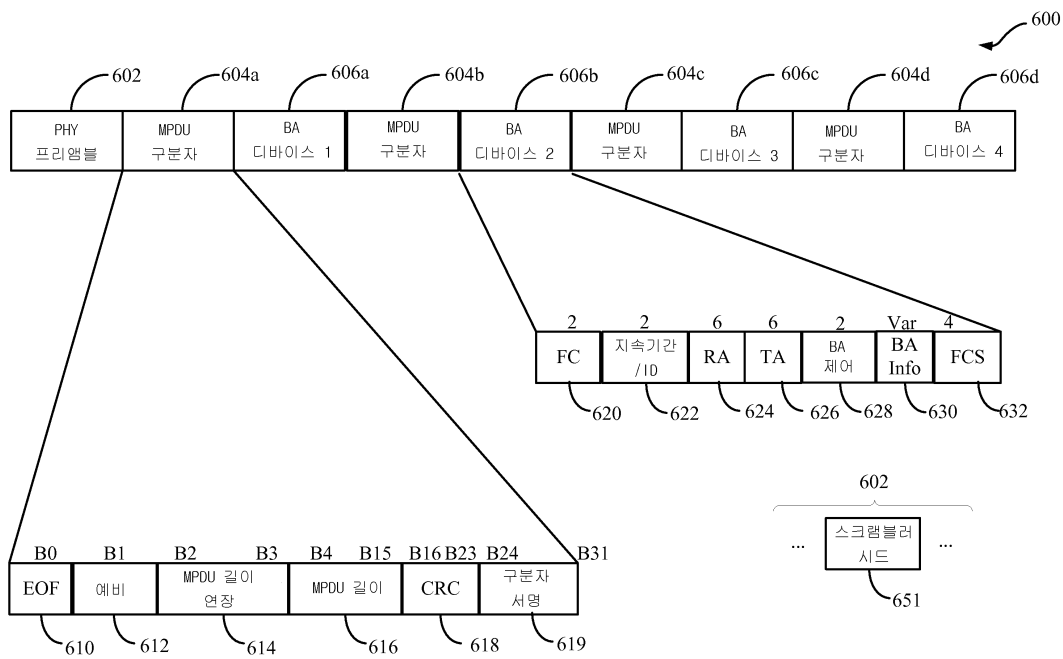 600
602 604a 606a 604b 606b 604c 606c 604d 606d
PHY 프리앰블
MPDU 구분자
BA 디바이스 1
MPDU 구분자
BA 디바이스 2
MPDU 구분자
BA 디바이스 3
MPDU 구분자
BA 디바이스 4
2 2 6 6 2 Var 4
FC
지속기간 /ID
RA
TA
BA 제어
BA Info
FCS
620 622 624 626 628 630 632
602
... 스크램블러 시드 ...
651
B0 B1 B2 B3 B4 B15 B16 B23 B24 B31
EOF
예비
MPDU 길이 연장
MPDU 길이
CRC
구분자 서명
610 612 614 616 618 619